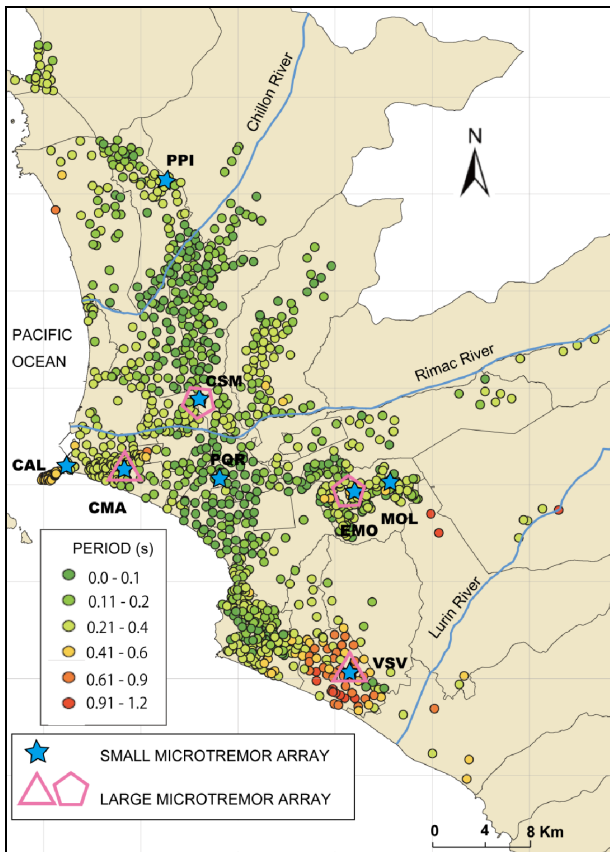 Chillon River
PPI
N
PACIFIC
OCEAN
Rimac River
CSM
CAL
PQR
CMA
MOL
EMO
Lurin River
VSV
PERIOD (s)
0.0 - 0.1
0.11 - 0.2
0.21 - 0.4
0.41 - 0.6
0.61 - 0.9
0.91 - 1.2
SMALL MICROTREMOR ARRAY
LARGE MICROTREMOR ARRAY
0 4 8 Km